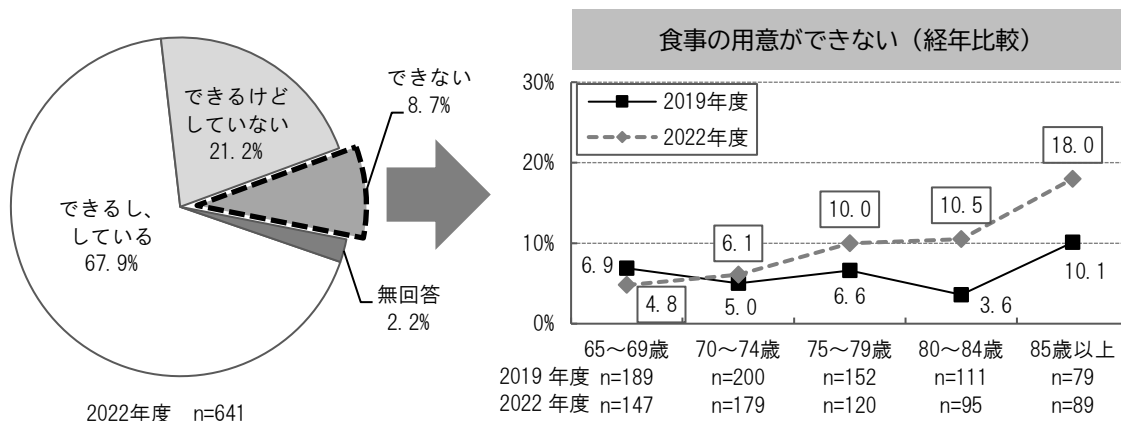 できるし、
している
67.9%
できるけど
していない
21.2%
できない
8.7%
無回答
2.2%
2022年度 n=641
食事の用意ができない（経年比較）
30%
20%
10%
0%
2019年度
2022年度
6.9
5.0
6.6
3.6
10.1
4.8
6.1
10.0
10.5
18.0
65～69歳 70～74歳 75～79歳 80～84歳 85歳以上
2019 年度 n=189 n=200 n=152 n=111 n=79
2022 年度 n=147 n=179 n=120 n=95 n=89